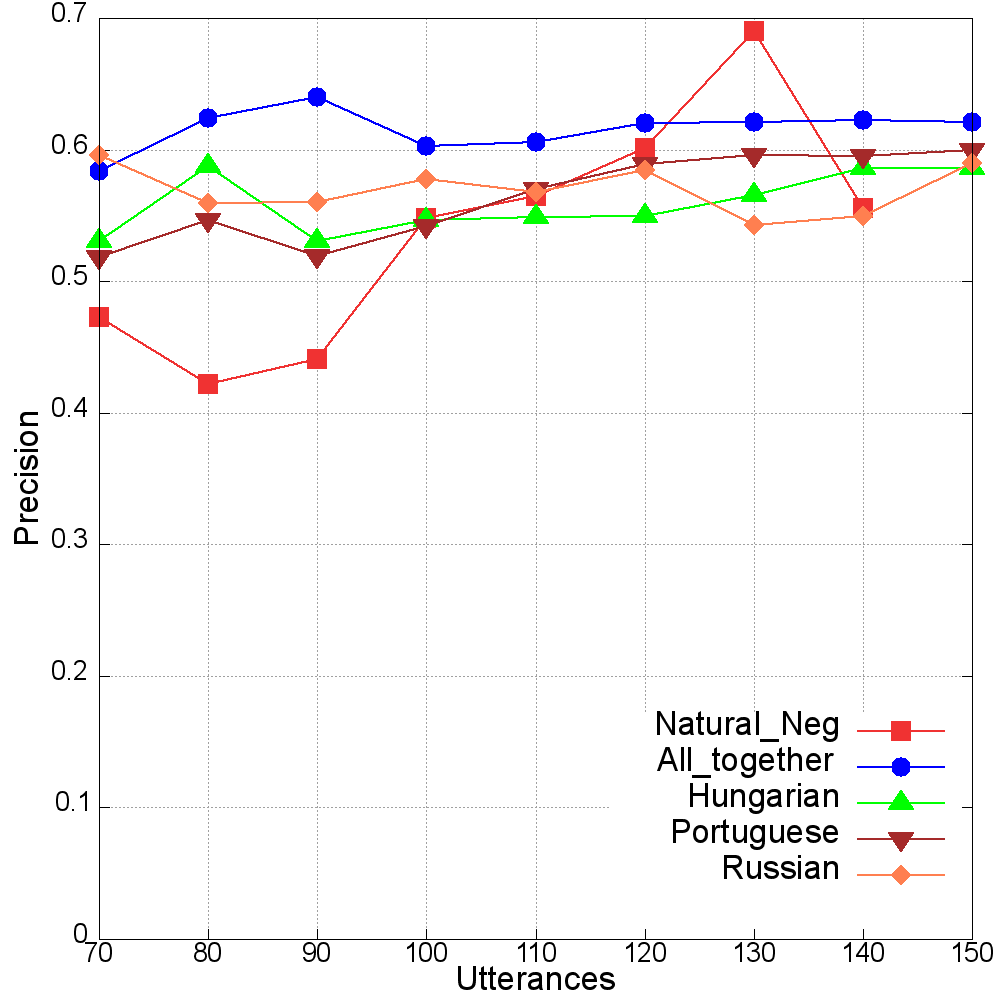 0.7
0.6
0.5
0.4
0.3
0.2
0.1
0
Precision
Natural_Neg
All_together
Hungarian
Portuguese
Russian
70 80 90 100 110 120 130 140 150
Utterances